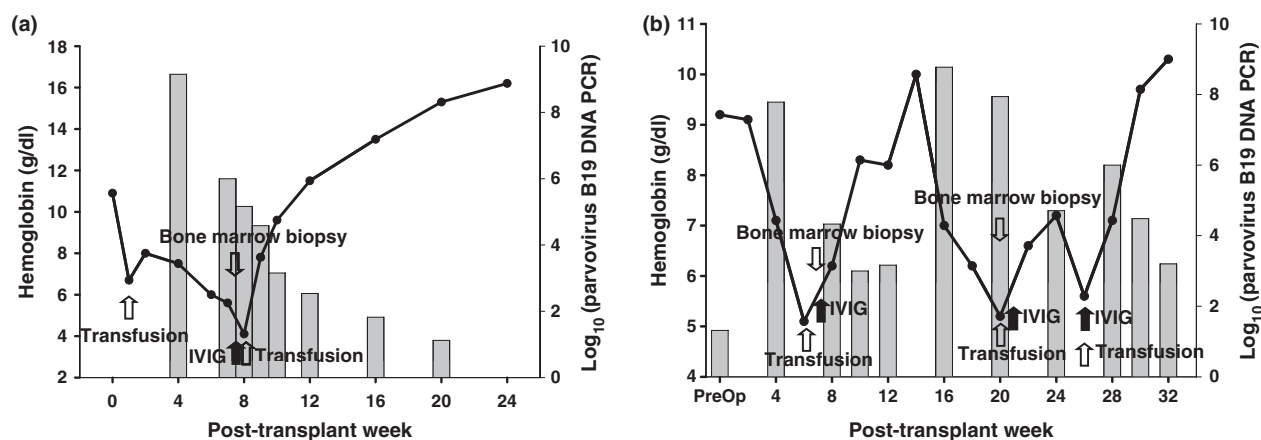 (a)
18
16
14
12
10
8
6
4
2
Hemoglobin (g/dl)
10
8
6
4
2
0
Log10 (parvovirus B19 DNA PCR)
Bone marrow biopsy
Transfusion
IVIG
Transfusion
0 4 8 12 16 20 24
Post-transplant week
(b)
11
10
9
8
7
6
5
4
Hemoglobin (g/dl)
10
8
6
4
2
0
Log10 (parvovirus B19 DNA PCR)
Bone marrow biopsy
Bone marrow biopsy
IVIG
IVIG
IVIG
Transfusion
Transfusion
Transfusion
PreOp 4 8 12 16 20 24 28 32
Post-transplant week